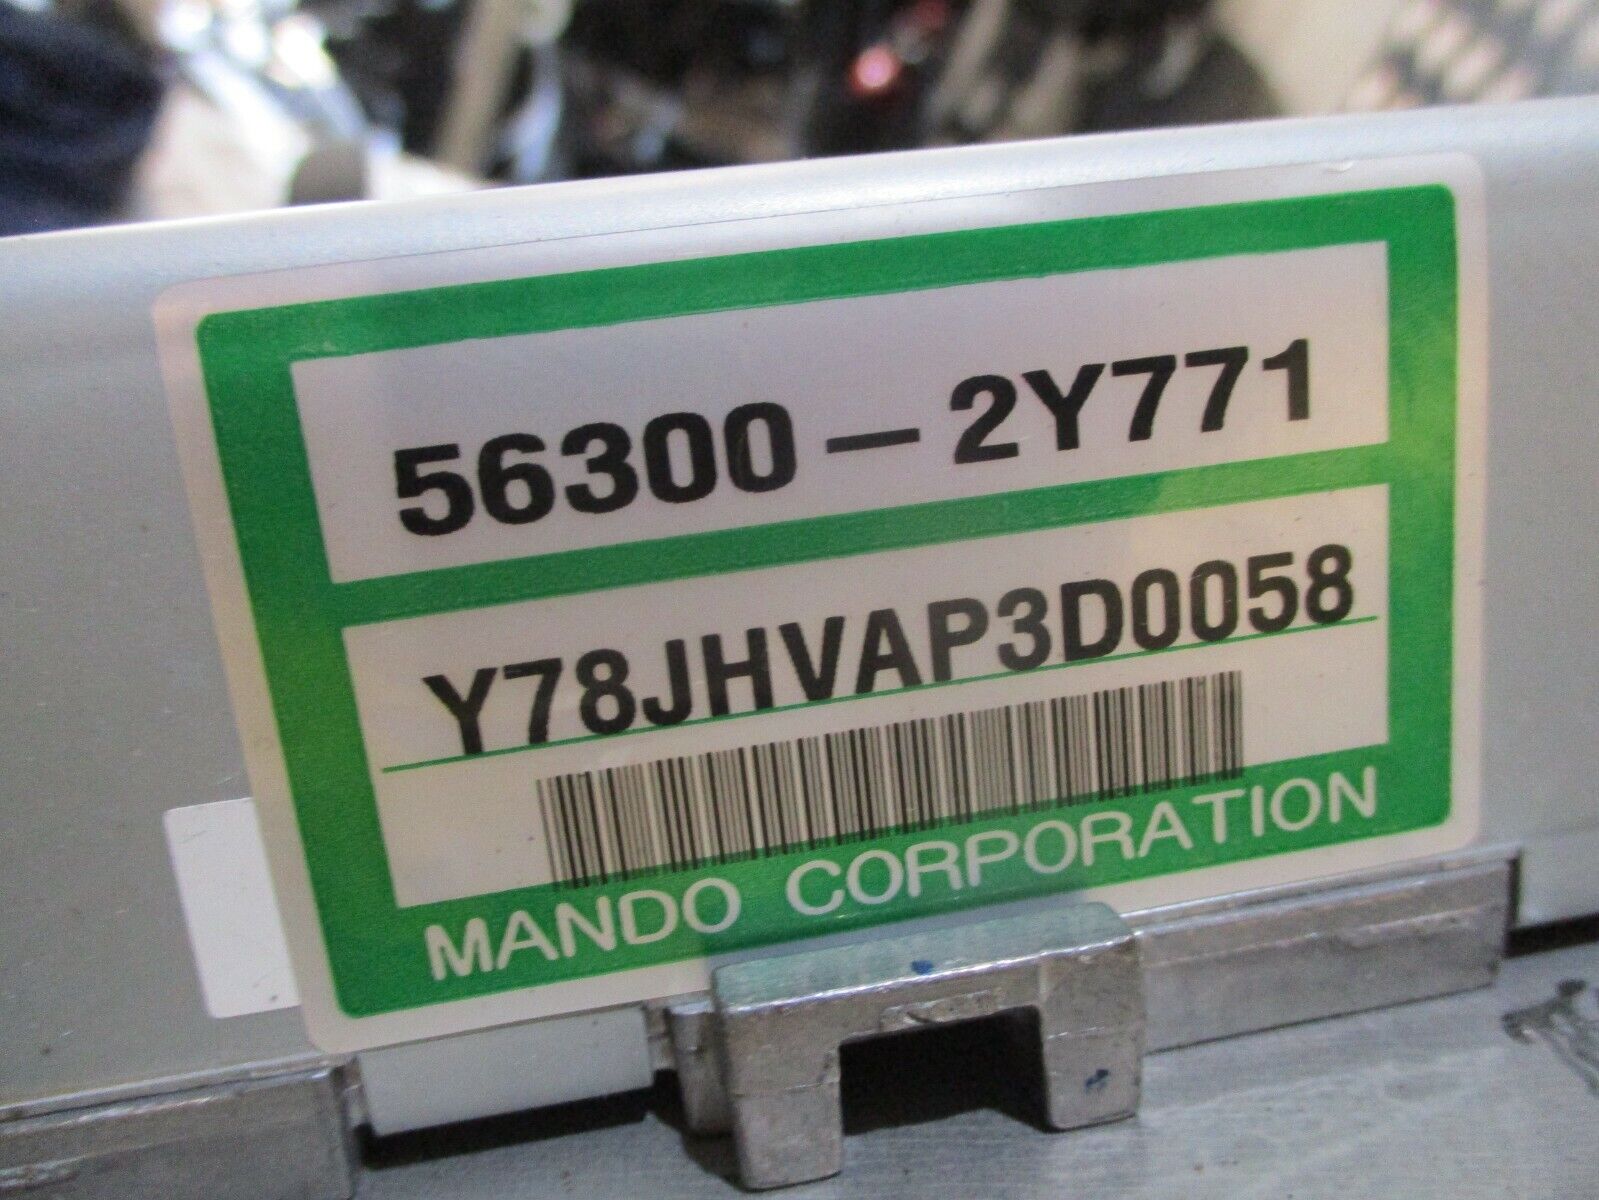 56300-2Y771
Y78JHVAP3D0058
MANDO CORPORATION